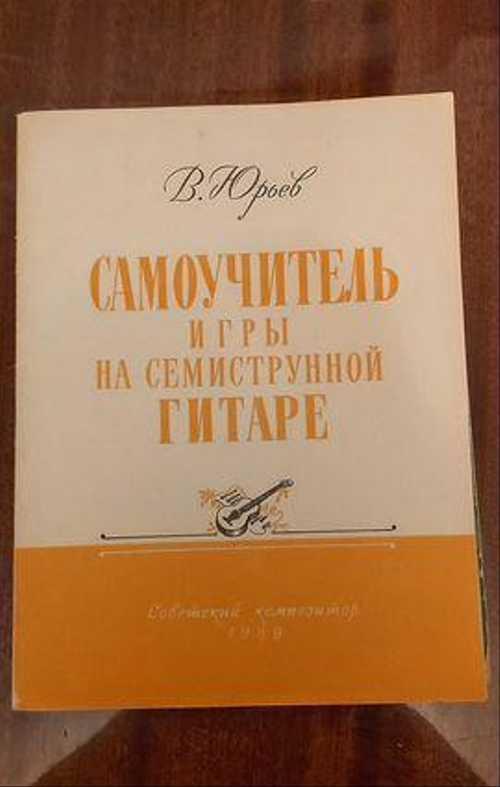 В. Юрьев
САМОУЧИТЕЛЬ
ИГРЫ
НА СЕМИСТРУННОЙ
ГИТАРЕ
Советский композитор